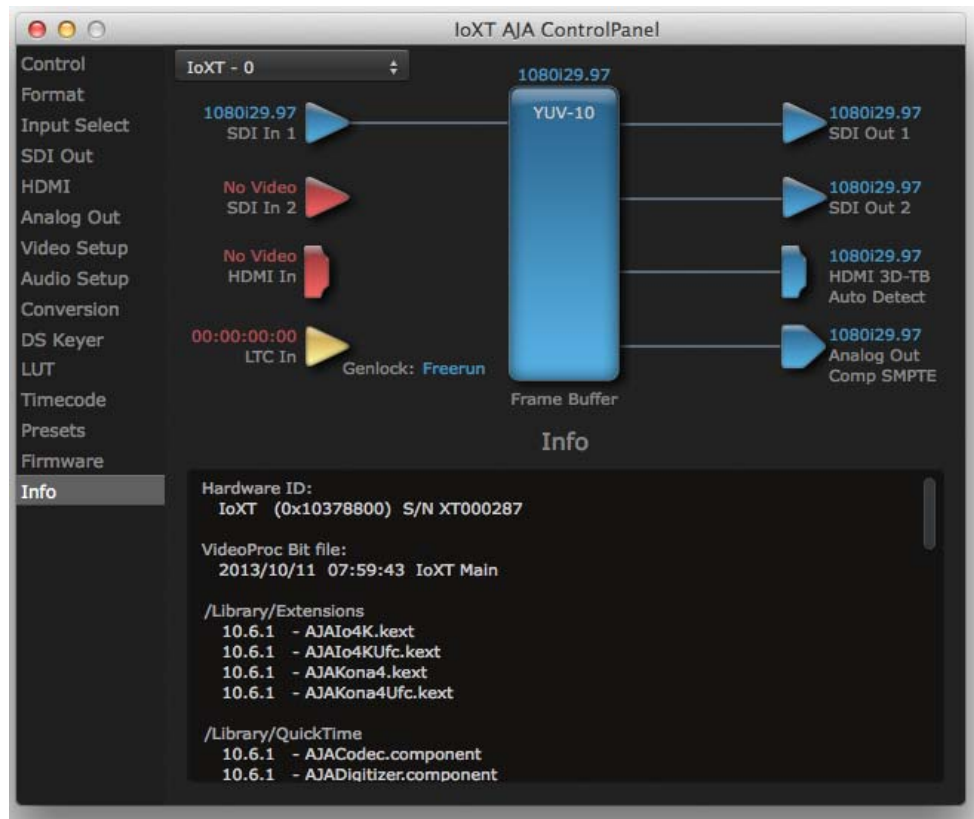 IoXT AJA ControlPanel
Control
Format
Input Select
SDI Out
HDMI
Analog Out
Video Setup
Audio Setup
Conversion
DS Keyer
LUT
Timecode
Presets
Firmware
Info
IoXT - 0
1080i29.97
SDI In 1
No Video
SDI In 2
No Video
HDMI In
00:00:00:00
LTC In
Genlock: Freerun
1080i29.97
YUV-10
Frame Buffer
1080i29.97
SDI Out 1
1080i29.97
SDI Out 2
1080i29.97
HDMI 3D-TB
Auto Detect
1080i29.97
Analog Out
Comp SMPTE
Info
Hardware ID:
IoXT (0x10378800) S/N XT000287
VideoProc Bit file:
2013/10/11 07:59:43 IoXT Main
/Library/Extensions
10.6.1 - AJAIo4K.kext
10.6.1 - AJAIo4KUfc.kext
10.6.1 - AJAKona4.kext
10.6.1 - AJAKona4Ufc.kext
/Library/QuickTime
10.6.1 - AJACodec.component
10.6.1 - AJADigitizer.component